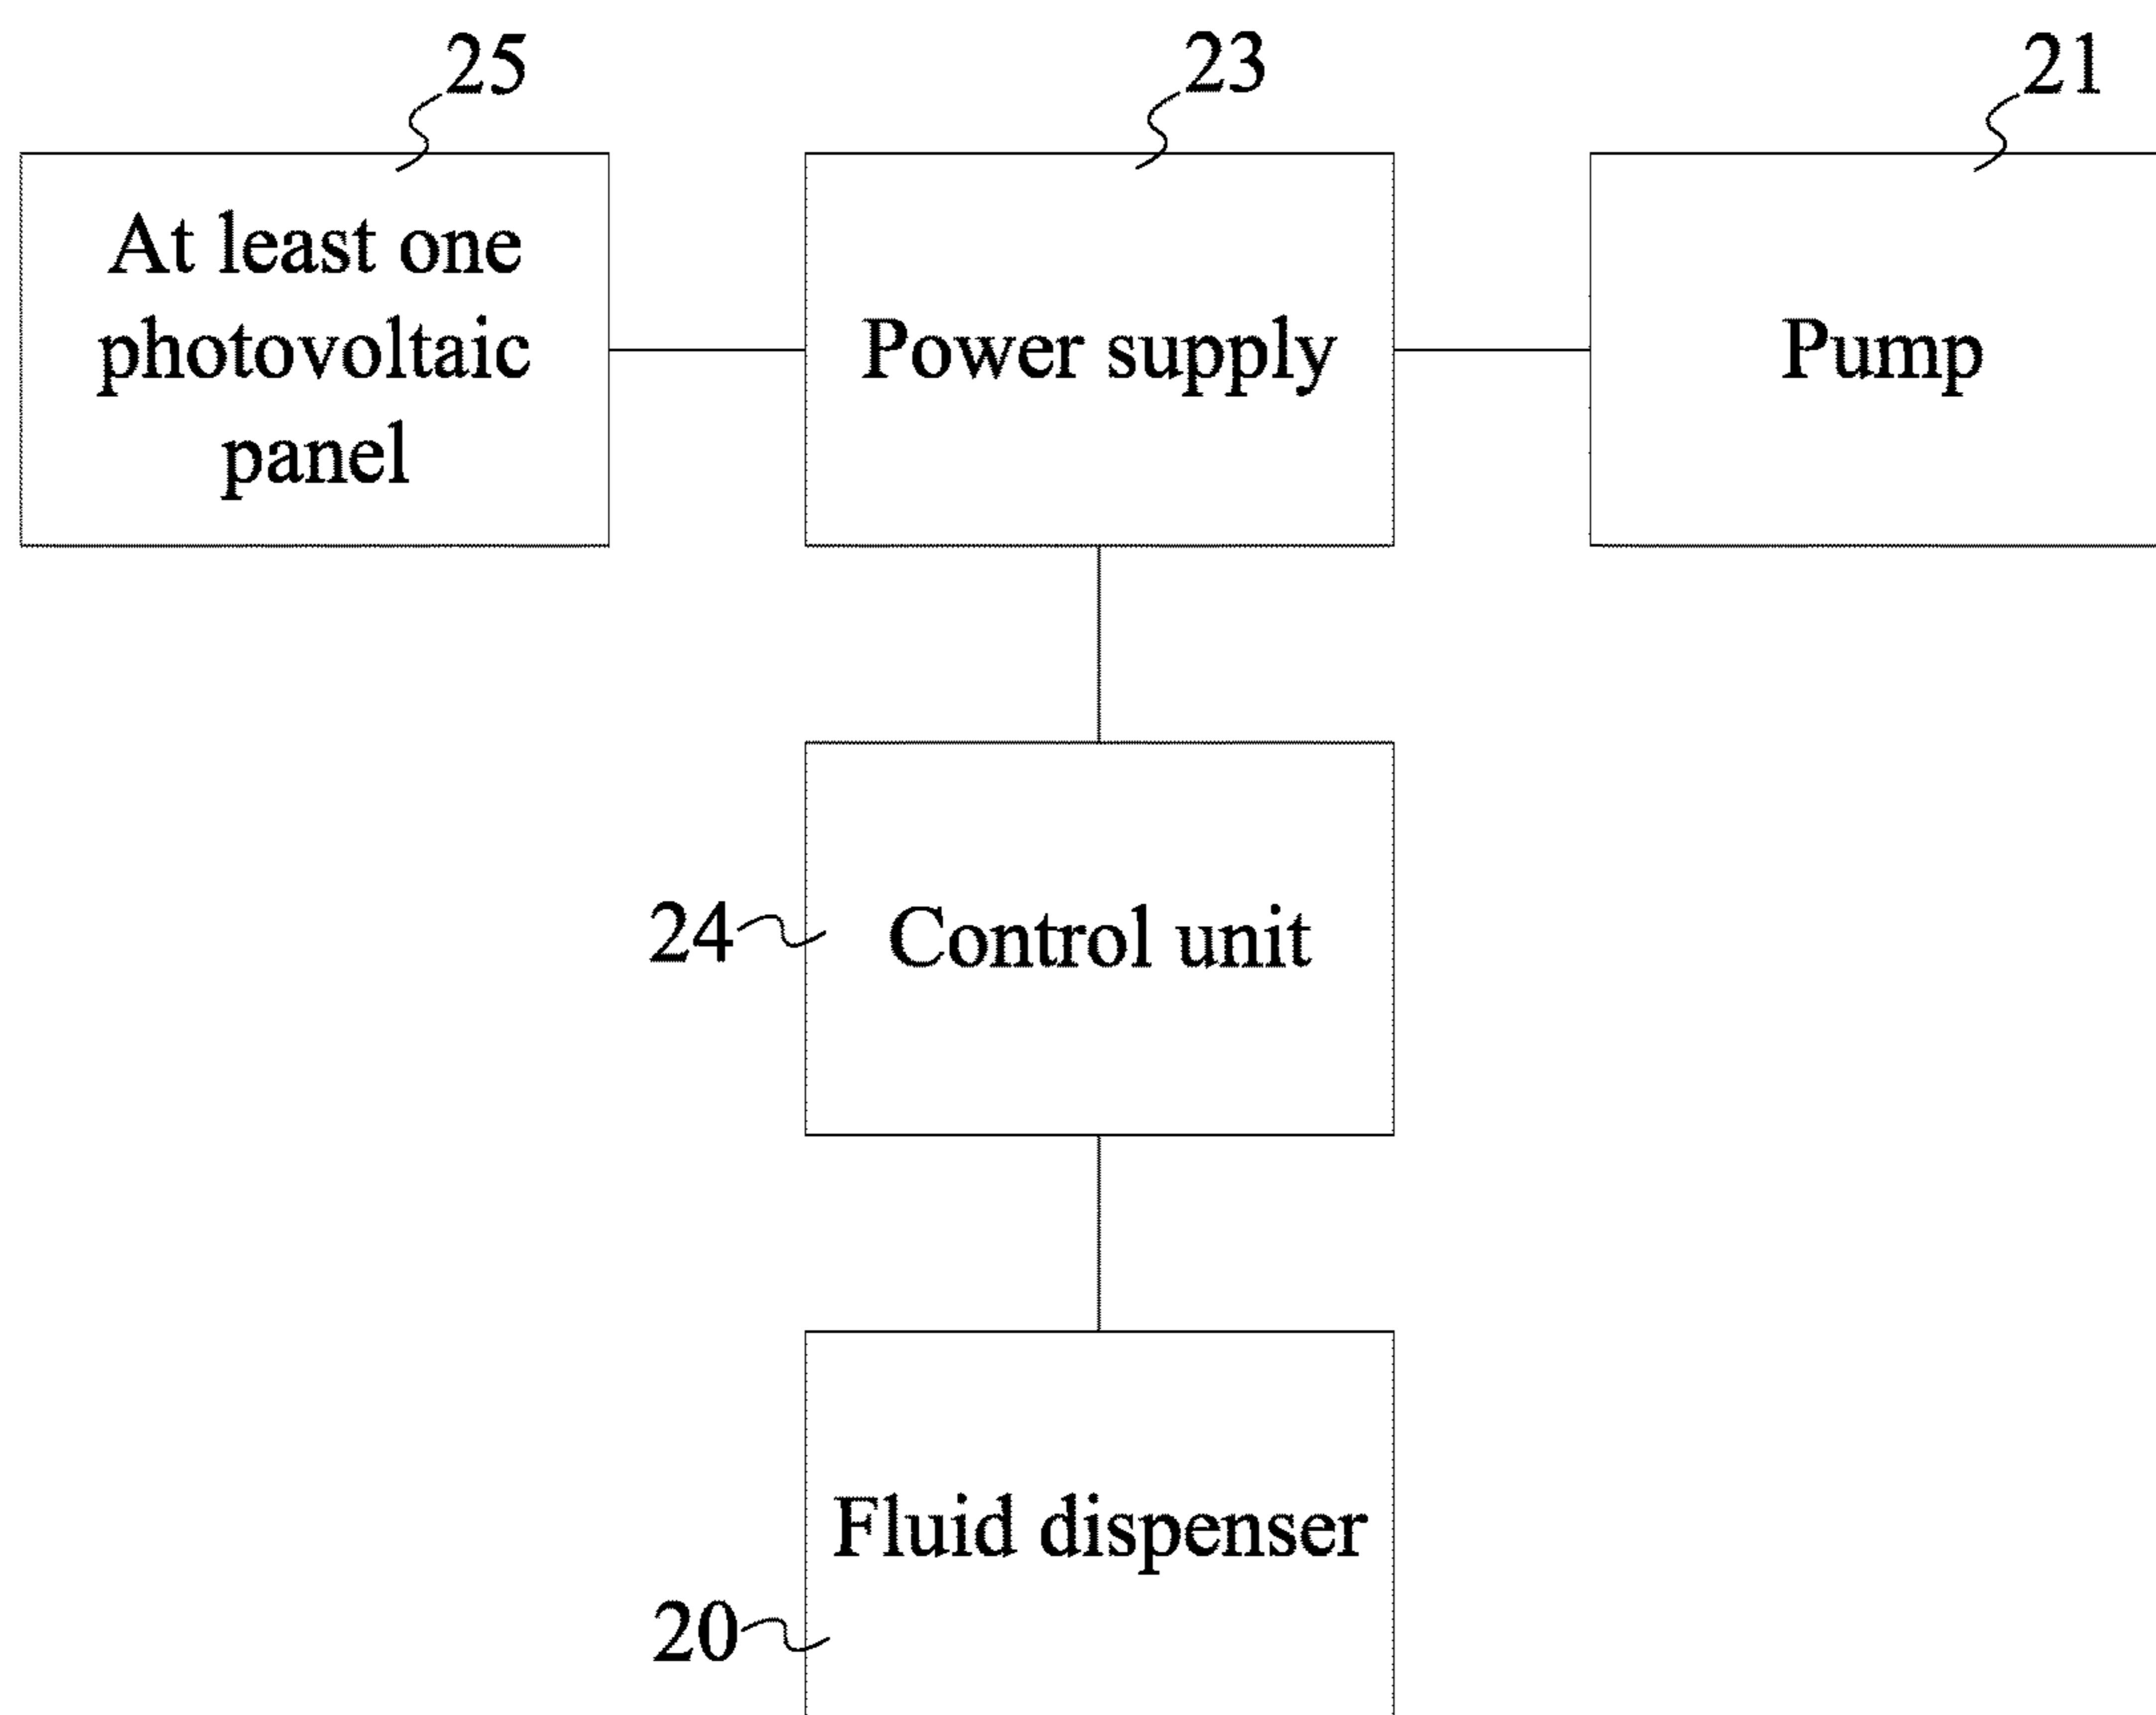 25
23
21
At least one
photovoltaic
panel
Power supply
Pump
24
Control unit
Fluid dispenser
20